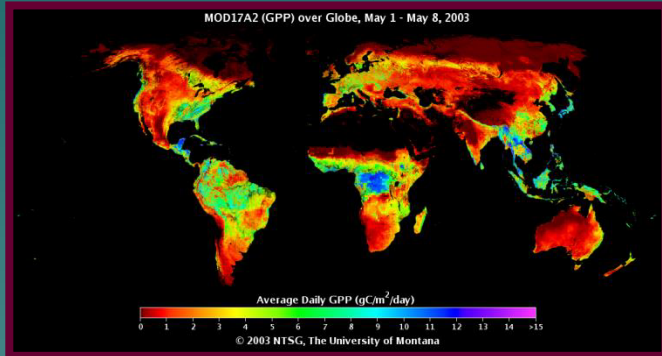 MOD17A2 (GPP) over Globe, May 1 - May 8, 2003
Average Daily GPP (gC/m²/day)
0 1 2 3 4 5 6 7 8 9 10 11 12 13 14 >15
© 2003 NTSG, The University of Montana